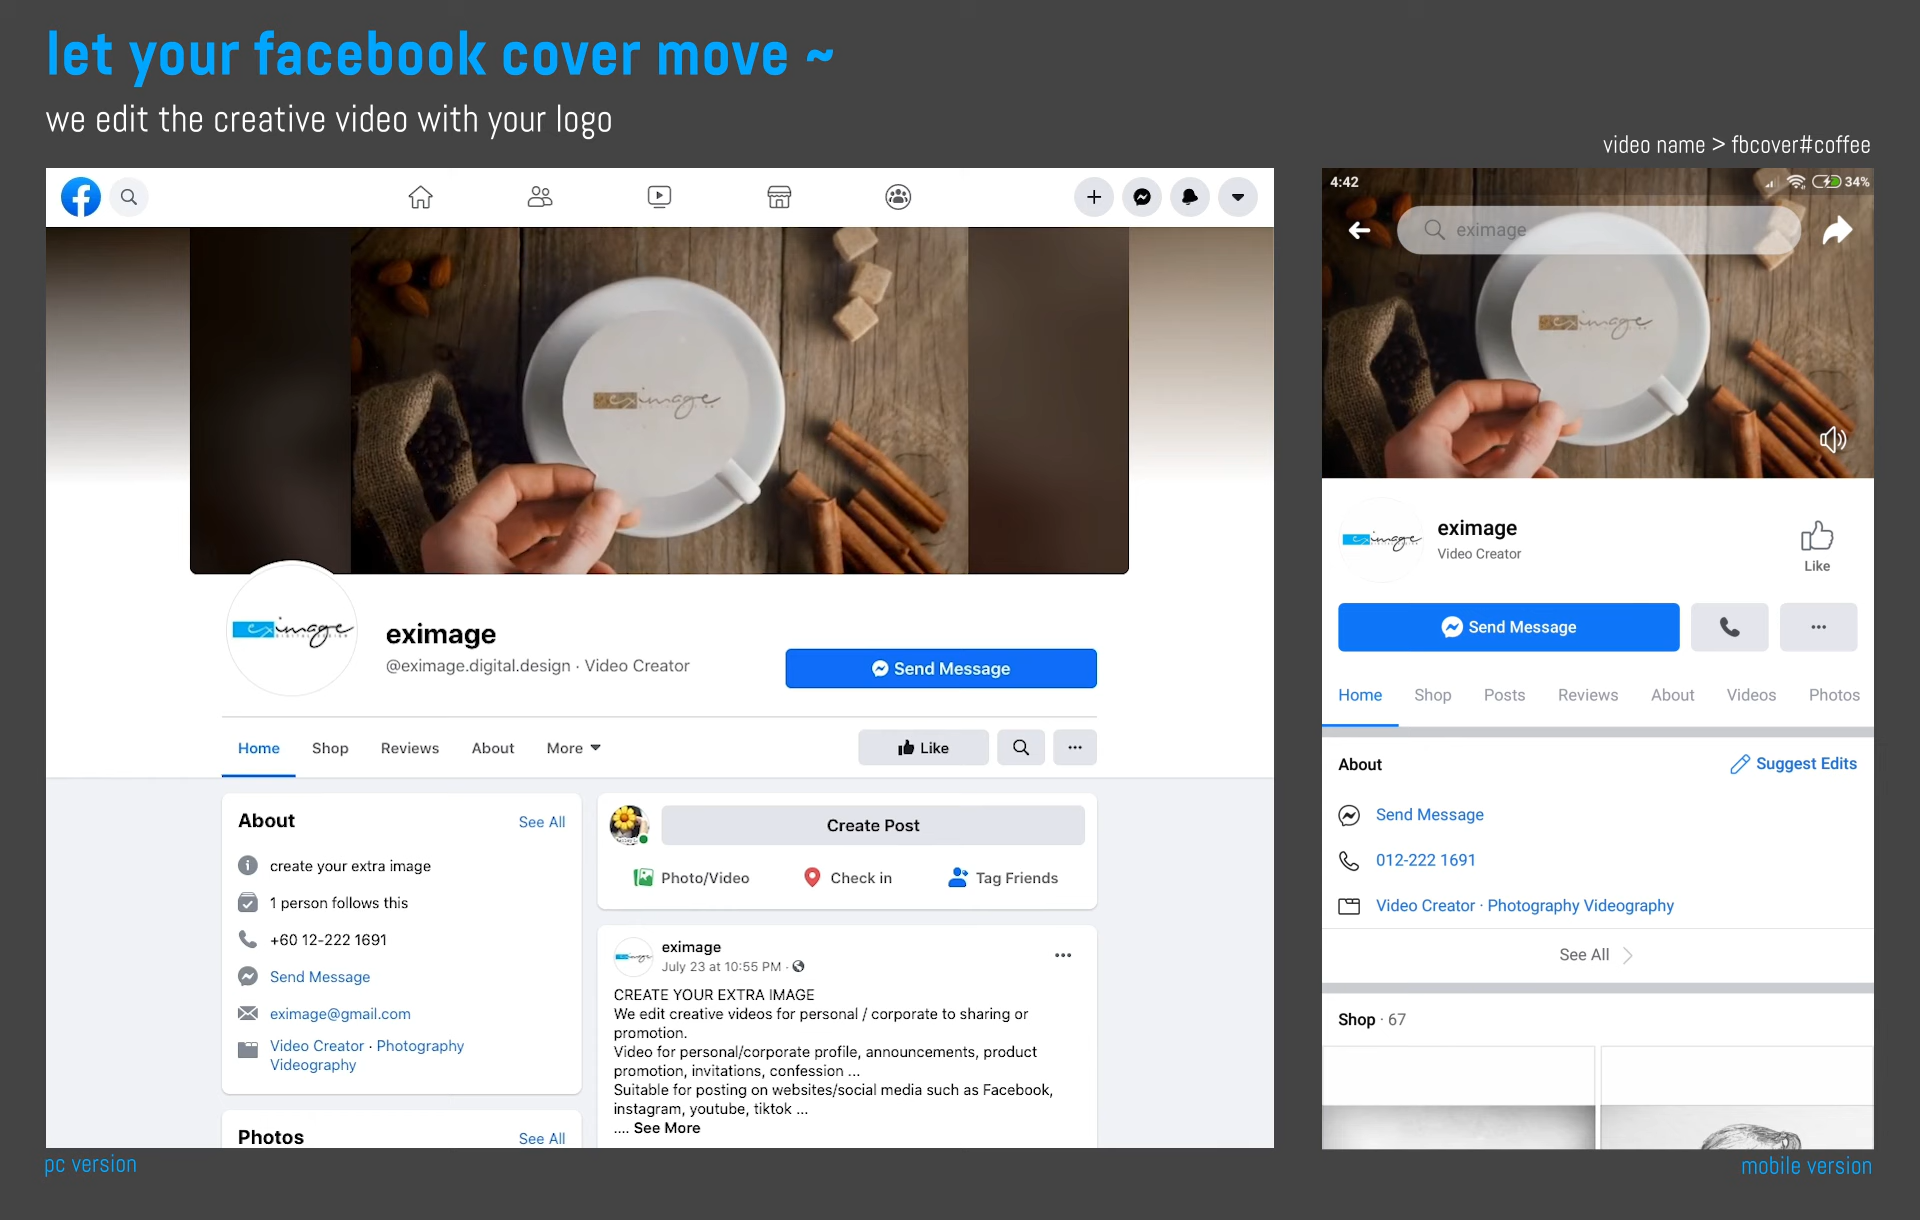 let your facebook cover move ~
we edit the creative video with your logo
video name > fbcover#coffee
eximage
eximage
eximage
@eximage.digital.design · Video Creator
Send Message
Home Shop Reviews About More
Like
About See All
create your extra image
1 person follows this
+60 12-222 1691
Send Message
eximage@gmail.com
Video Creator · Photography
Videography
Photos See All
Create Post
Photo/Video Check in Tag Friends
eximage
eximage
July 23 at 10:55 PM ·
CREATE YOUR EXTRA IMAGE
We edit creative videos for personal / corporate to sharing or
promotion.
Video for personal/corporate profile, announcements, product
promotion, invitations, confession ...
Suitable for posting on websites/social media such as Facebook,
instagram, youtube, tiktok ...
.... See More
pc version
4:42 34%
eximage
eximage
eximage
eximage
Video Creator
Like
Send Message
Home Shop Posts Reviews About Videos Photos
About Suggest Edits
Send Message
012-222 1691
Video Creator · Photography Videography
See All
Shop · 67
mobile version